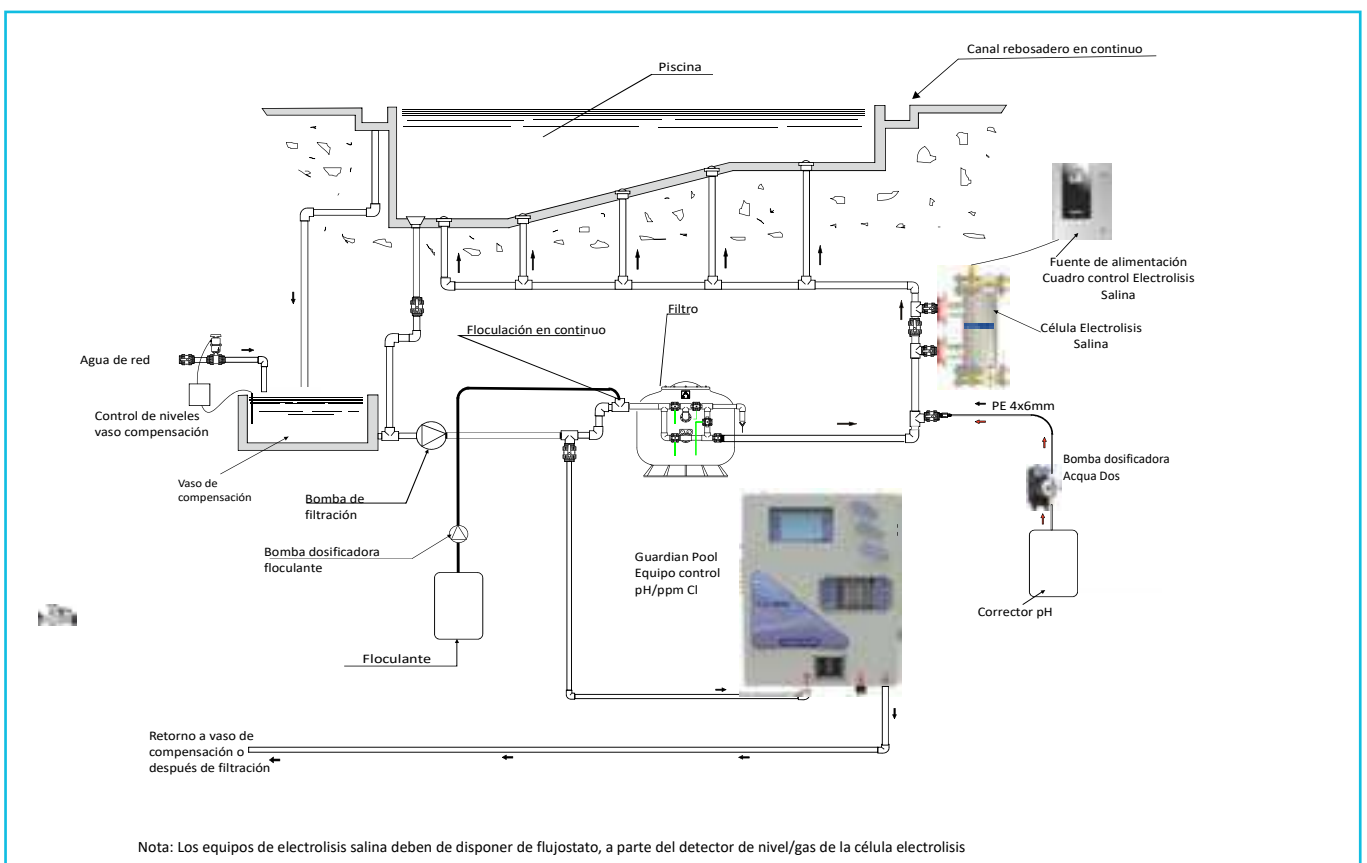 Canal rebosadero en continuo
Piscina
Fuente de alimentación
Cuadro control Electrolisis
Salina
Filtro
Floculación en continuo
Célula Electrolisis
Salina
Agua de red
PE 4x6mm
Control de niveles
vaso compensación
Bomba dosificadora
Acqua Dos
Vaso de
compensación
Bomba de
filtración
Bomba dosificadora
floculante
Guardian Pool
Equipo control
pH/ppm Cl
Corrector pH
Floculante
Retorno a vaso de
compensación o
después de filtración
Nota: Los equipos de electrolisis salina deben de disponer de flujostato, a parte del detector de nivel/gas de la célula electrolisis